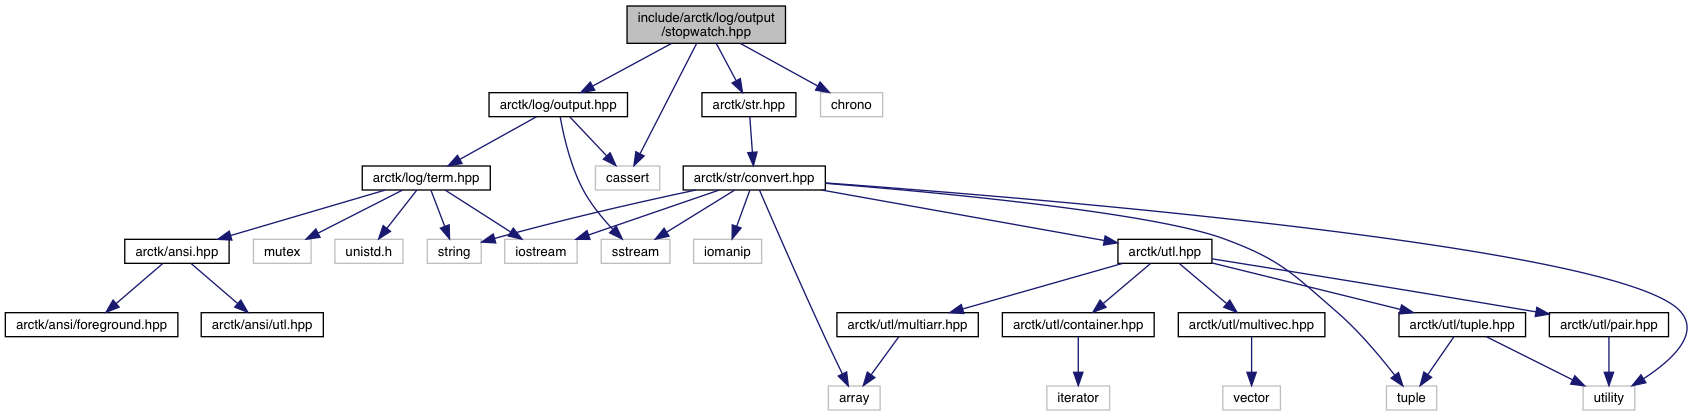 include/arctk/log/output
/stopwatch.hpp
arctk/log/output.hpp
arctk/str.hpp
chrono
arctk/log/term.hpp
cassert
arctk/str/convert.hpp
arctk/ansi.hpp
mutex
unistd.h
string
iostream
sstream
iomanip
arctk/utl.hpp
arctk/ansi/foreground.hpp
arctk/ansi/utl.hpp
arctk/utl/multiarr.hpp
arctk/utl/container.hpp
arctk/utl/multivec.hpp
arctk/utl/tuple.hpp
arctk/utl/pair.hpp
array
iterator
vector
tuple
utility